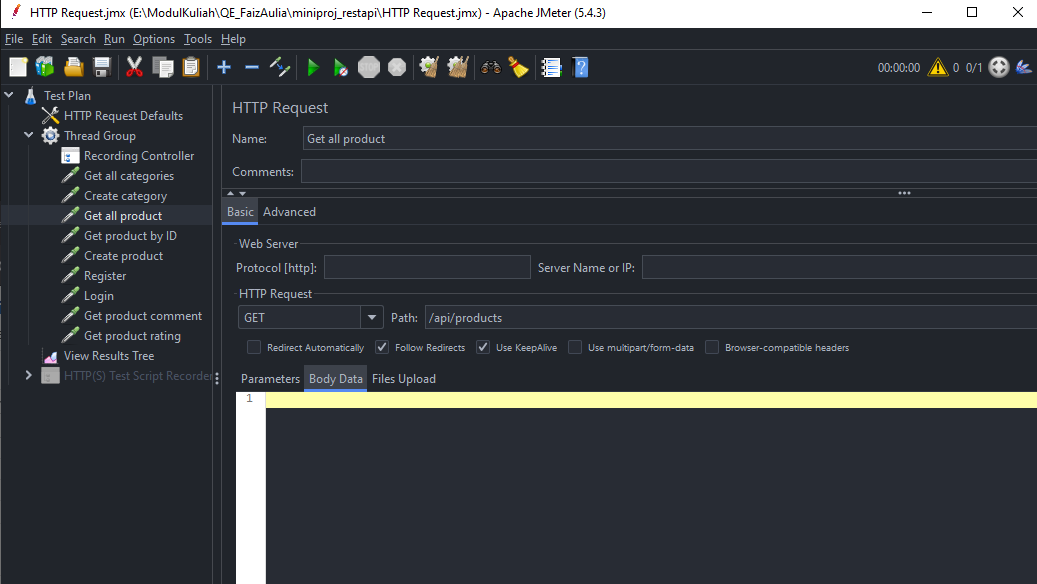 HTTP Request.jmx (E:\ModulKuliah\QE_FaizAulia\miniproj_restapi\HTTP Request.jmx) - Apache JMeter (5.4.3)
File Edit Search Run Options Tools Help
STOP
00:00:00 0 0/1
Test Plan
HTTP Request Defaults
Thread Group
Recording Controller
Get all categories
Create category
Get all product
Get product by ID
Create product
Register
Login
Get product comment
Get product rating
View Results Tree
HTTP(S) Test Script Recorder
HTTP Request
Name: Get all product
Comments:
Basic Advanced
Web Server
Protocol [http]: Server Name or IP:
HTTP Request
GET Path: /api/products
Redirect Automatically Follow Redirects Use KeepAlive Use multipart/form-data Browser-compatible headers
Parameters Body Data Files Upload
1